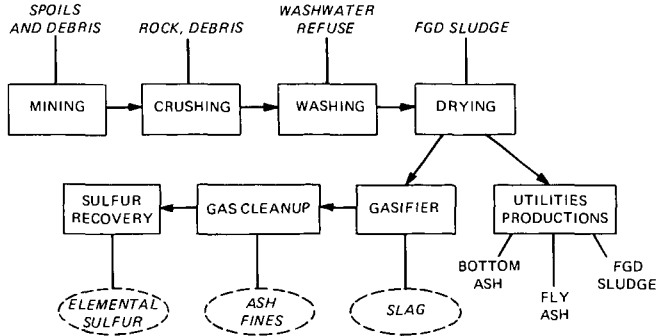 SPOILS
AND DEBRIS
ROCK, DEBRIS
WASHWATER
REFUSE
FGD SLUDGE
MINING
CRUSHING
WASHING
DRYING
SULFUR
RECOVERY
GAS CLEANUP
GASIFIER
UTILITIES
PRODUCTIONS
BOTTOM
ASH
FLY
ASH
FGD
SLUDGE
ELEMENTAL
SULFUR
ASH
FINES
SLAG